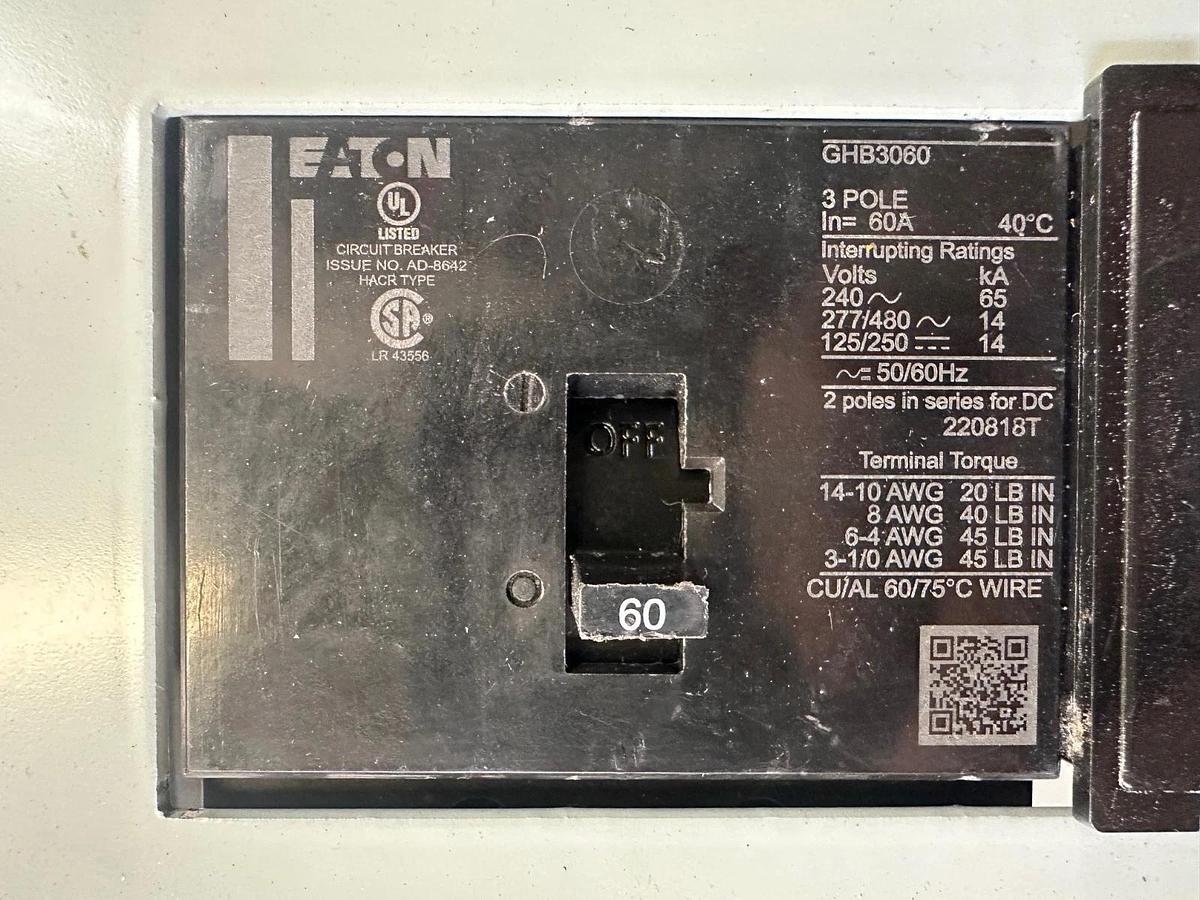 EATON
UL
LISTED
CIRCUIT BREAKER
ISSUE NO. AD-8642
HACR TYPE
SA®
LR 43556
GHB3060
3 POLE
In= 60A 40°C
Interrupting Ratings
Volts kA
240 ~ 65
277/480 ~ 14
125/250 ⎓ 14
~⎓ 50/60Hz
2 poles in series for DC
220818T
Terminal Torque
14-10 AWG 20 LB IN
8 AWG 40 LB IN
6-4 AWG 45 LB IN
3-1/0 AWG 45 LB IN
CU/AL 60/75°C WIRE
OFF
60